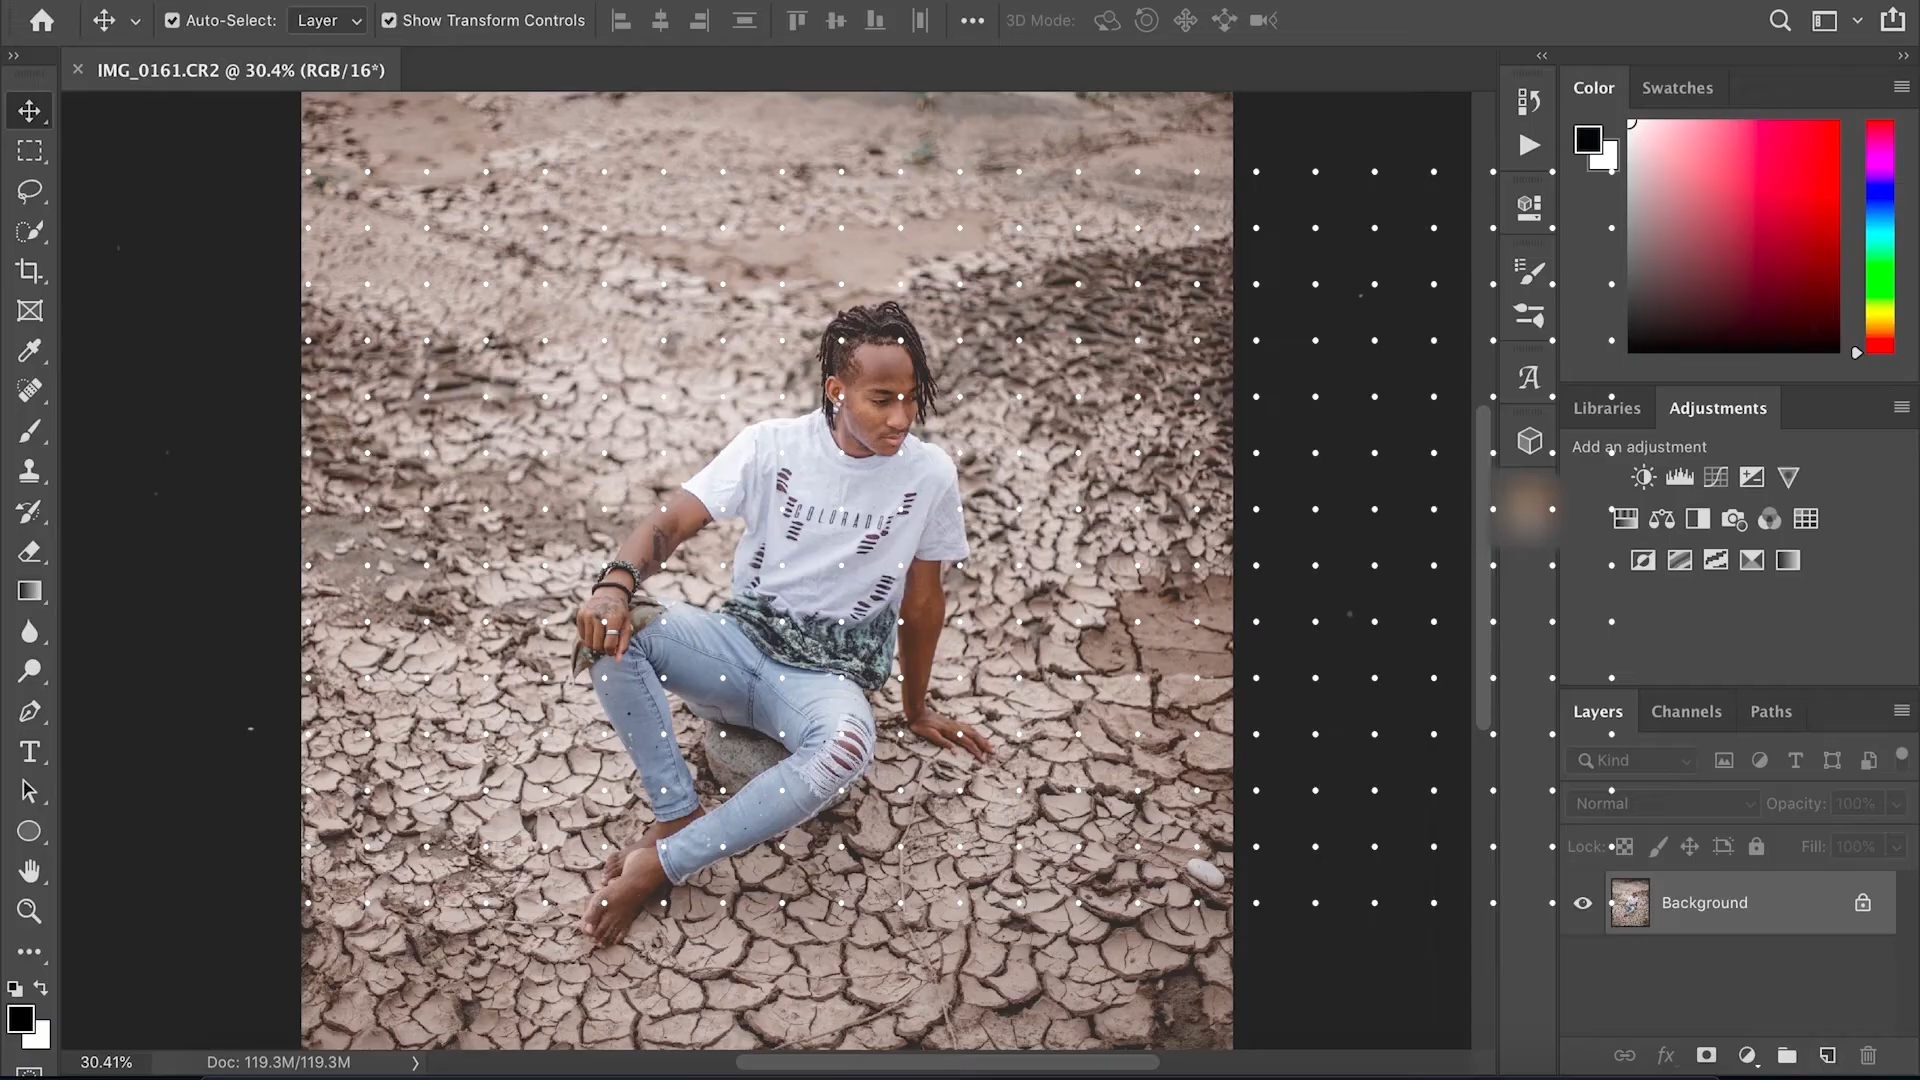 Auto-Select: Layer Show Transform Controls 3D Mode:
IMG_0161.CR2 @ 30.4% (RGB/16*)
Color Swatches
Libraries Adjustments
Add an adjustment
COLORADO
Layers Channels Paths
Kind
Normal Opacity: 100%
Lock: Fill: 100%
Background
30.41% Doc: 119.3M/119.3M